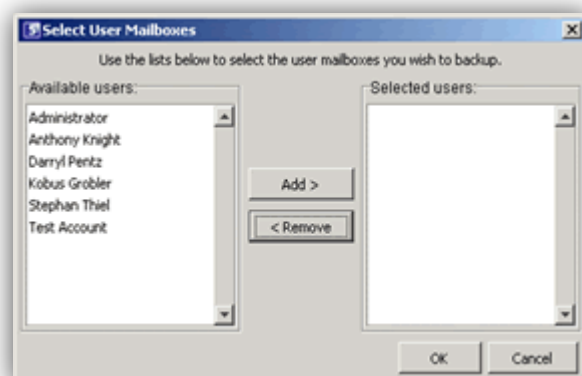 Select User Mailboxes
Use the lists below to select the user mailboxes you wish to backup.
Available users:
Selected users:
Administrator
Anthony Knight
Darryl Pentz
Kobus Grobler
Stephan Thiel
Test Account
Add >
< Remove
OK
Cancel